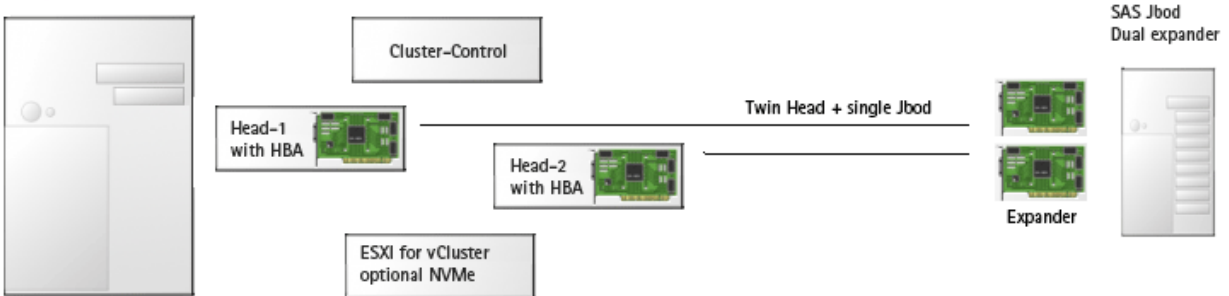 SAS Jbod
Dual expander
Cluster-Control
Twin Head + single Jbod
Head-1
with HBA
Head-2
with HBA
Expander
ESXI for vCluster
optional NVMe